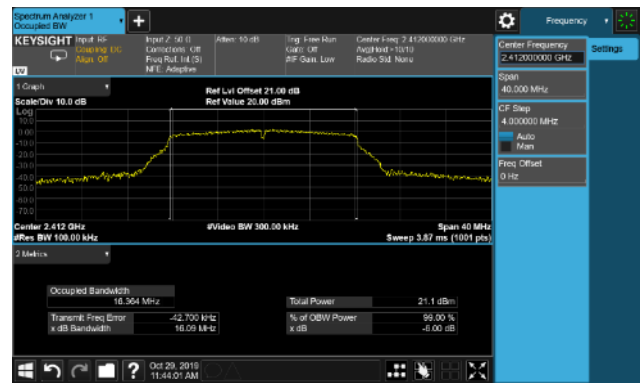 Spectrum Analyzer 1
Occupied BW
Frequency
KEYSIGHT
Input: RF
Coupling: DC
Align: Off
Input Z: 50 Ω
Corrections: Off
Freq Ref: Int (S)
NFE: Adaptive
Atten: 10 dB
Trig: Free Run
Gate: Off
#IF Gain: Low
Center Freq: 2.412000000 GHz
Avg|Hold >10/10
Radio Std: None
Center Frequency
2.412000000 GHz
Settings
Span
40.000 MHz
CF Step
4.000000 MHz
Auto
Man
Freq Offset
0 Hz
1 Graph
Scale/Div 10.0 dB
Ref Lvl Offset 21.00 dB
Ref Value 20.00 dBm
Log
10.0
0.00
-10.0
-20.0
-30.0
-40.0
-50.0
-60.0
-70.0
Center 2.412 GHz
#Res BW 100.00 kHz
#Video BW 300.00 kHz
Span 40 MHz
Sweep 3.87 ms (1001 pts)
2 Metrics
Occupied Bandwidth
16.364 MHz
Total Power
21.1 dBm
Transmit Freq Error
-42.700 kHz
% of OBW Power
99.00 %
x dB Bandwidth
16.09 MHz
x dB
-6.00 dB
?
Oct 29, 2019
11:44:01 AM